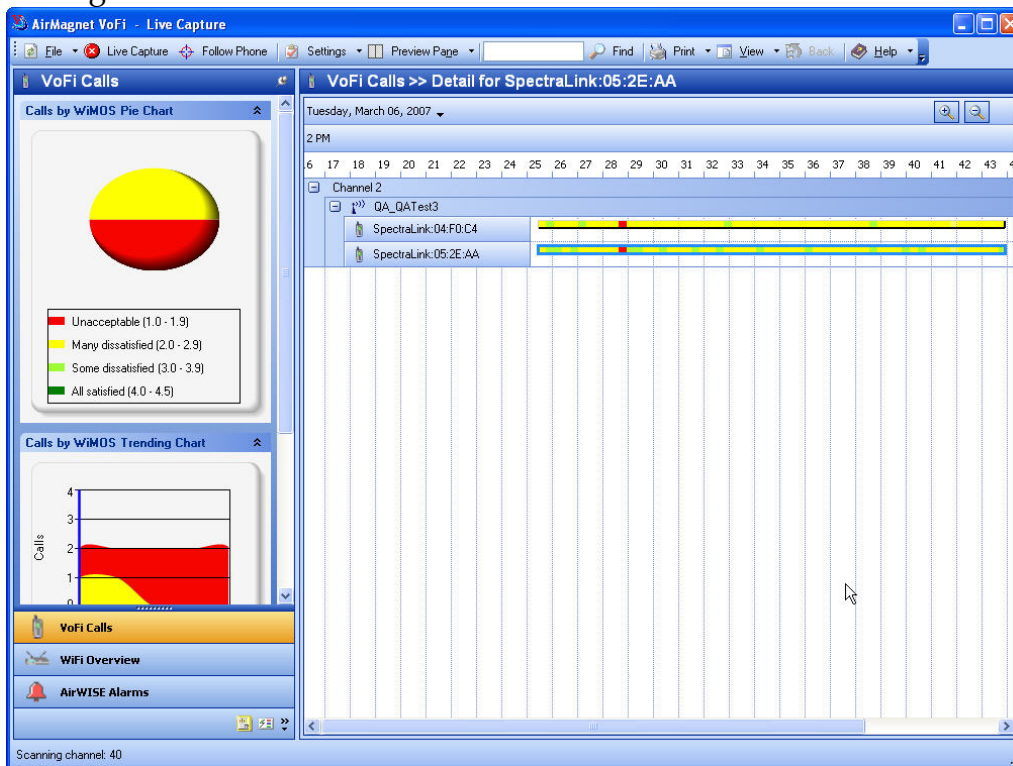 AirMagnet VoFi - Live Capture
File Live Capture Follow Phone Settings Preview Page Find Print View Back Help
VoFi Calls
VoFi Calls >> Detail for SpectraLink:05:2E:AA
Calls by WiMOS Pie Chart
Unacceptable (1.0 - 1.9)
Many dissatisfied (2.0 - 2.9)
Some dissatisfied (3.0 - 3.9)
All satisfied (4.0 - 4.5)
Calls by WiMOS Trending Chart
4
3
2
1
0
Calls
VoFi Calls
WiFi Overview
AirWISE Alarms
Tuesday, March 06, 2007
2 PM
17 18 19 20 21 22 23 24 25 26 27 28 29 30 31 32 33 34 35 36 37 38 39 40 41 42 43
Channel 2
QA_QATest3
SpectraLink:04:F0:C4
SpectraLink:05:2E:AA
Scanning channel: 40